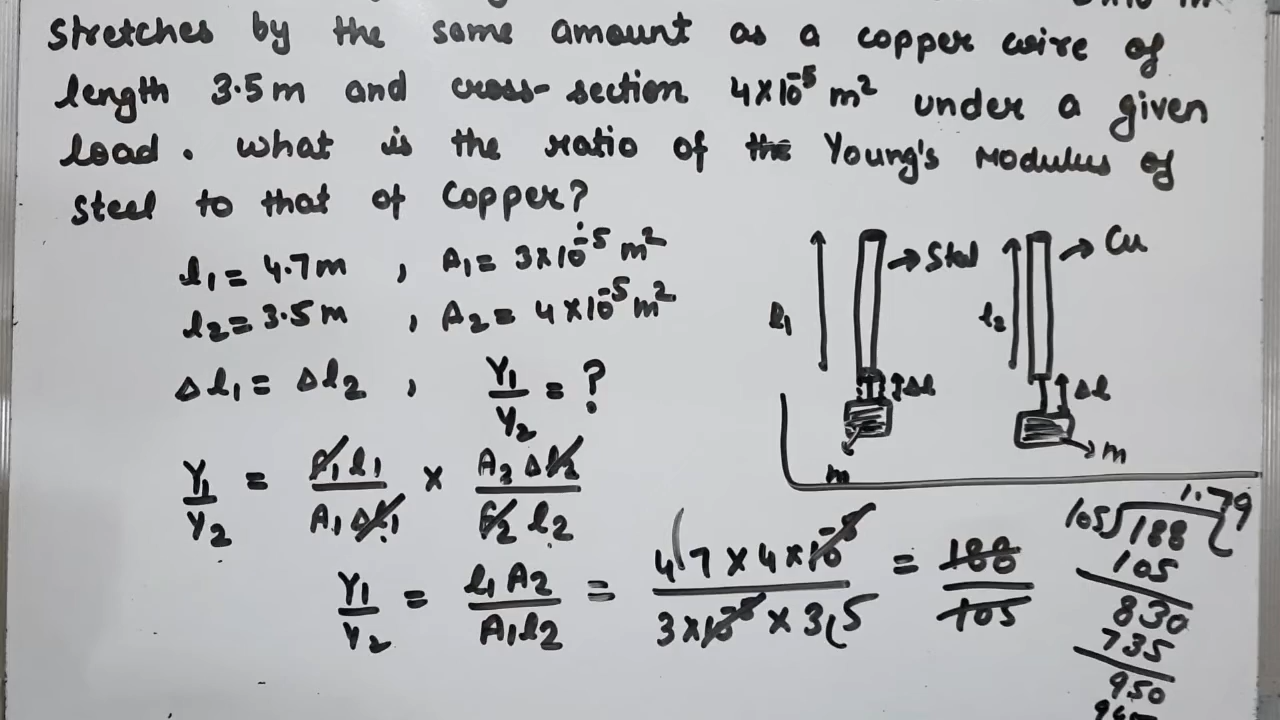 stretches by the same amount as a copper wire of
length 3.5m and cross-section 4×10⁻⁵ m² under a given
load. what is the ratio of the Young's Modulus of
steel to that of Copper?
l₁ = 4.7m , A₁ = 3×10⁻⁵ m²
l₂ = 3.5m , A₂ = 4×10⁻⁵ m²
Δl₁ = Δl₂ , Y₁/Y₂ = ?
Y₁/Y₂ = F₁l₁/A₁Δl₁ × A₂Δl₂/F₂l₂
Y₁/Y₂ = l₁A₂/A₁l₂ = 4.7×4×10⁻⁵/3×10⁻⁵×3.5 = 188/105
l₁
Steel
Δl
m
l₂
Cu
Δl
m
1.79
105)188(
105
830
735
950